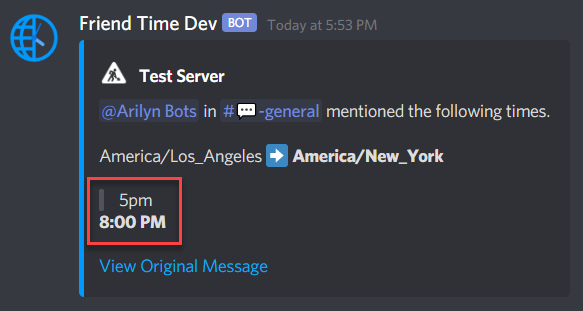 Friend Time Dev BOT Today at 5:53 PM
Test Server
@Arilyn Bots in #💬-general mentioned the following times.
America/Los_Angeles ➡️ America/New_York
5pm
8:00 PM
View Original Message